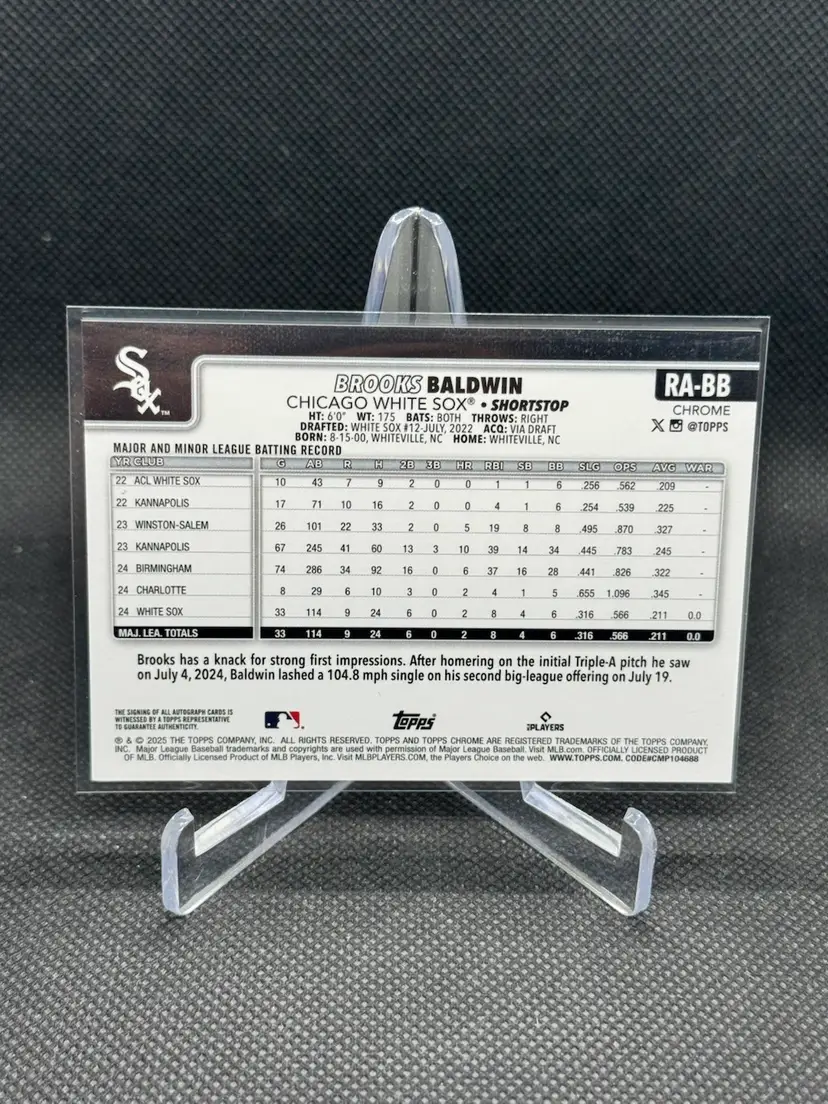 Sox™
BROOKS BALDWIN
RA-BB
CHICAGO WHITE SOX® • SHORTSTOP
CHROME
HT: 6'0" WT: 175 BATS: BOTH THROWS: RIGHT
DRAFTED: WHITE SOX #12-JULY, 2022 ACQ: VIA DRAFT
@TOPPS
BORN: 8-15-00, WHITEVILLE, NC HOME: WHITEVILLE, NC
MAJOR AND MINOR LEAGUE BATTING RECORD
YR CLUB G AB R H 2B 3B HR RBI SB BB SLG OPS AVG WAR
22 ACL WHITE SOX 10 43 7 9 2 0 0 1 1 6 .256 .562 .209 -
22 KANNAPOLIS 17 71 10 16 2 0 0 4 1 6 .254 .539 .225 -
23 WINSTON-SALEM 26 101 22 33 2 0 5 19 8 8 .495 .870 .327 -
23 KANNAPOLIS 67 245 41 60 13 3 10 39 14 34 .445 .783 .245 -
24 BIRMINGHAM 74 286 34 92 16 0 6 37 16 28 .441 .826 .322 -
24 CHARLOTTE 8 29 6 10 3 0 2 4 1 5 .655 1.096 .345 -
24 WHITE SOX 33 114 9 24 6 0 2 8 4 6 .316 .566 .211 0.0
MAJ. LEA. TOTALS 33 114 9 24 6 0 2 8 4 6 .316 .566 .211 0.0
Brooks has a knack for strong first impressions. After homering on the initial Triple-A pitch he saw
on July 4, 2024, Baldwin lashed a 104.8 mph single on his second big-league offering on July 19.
THE SIGNING OF ALL AUTOGRAPH CARDS IS
WITNESSED BY A TOPPS REPRESENTATIVE
TO GUARANTEE AUTHENTICITY.
Topps®
PLAYERS
® & © 2025 THE TOPPS COMPANY, INC. ALL RIGHTS RESERVED. TOPPS AND TOPPS CHROME ARE REGISTERED TRADEMARKS OF THE TOPPS COMPANY,
INC. Major League Baseball trademarks and copyrights are used with permission of Major League Baseball. Visit MLB.com. OFFICIALLY LICENSED PRODUCT
OF MLB. Officially Licensed Product of MLB Players, Inc. Visit MLBPLAYERS.COM, the Players Choice on the web. WWW.TOPPS.COM. CODE#CMP104688